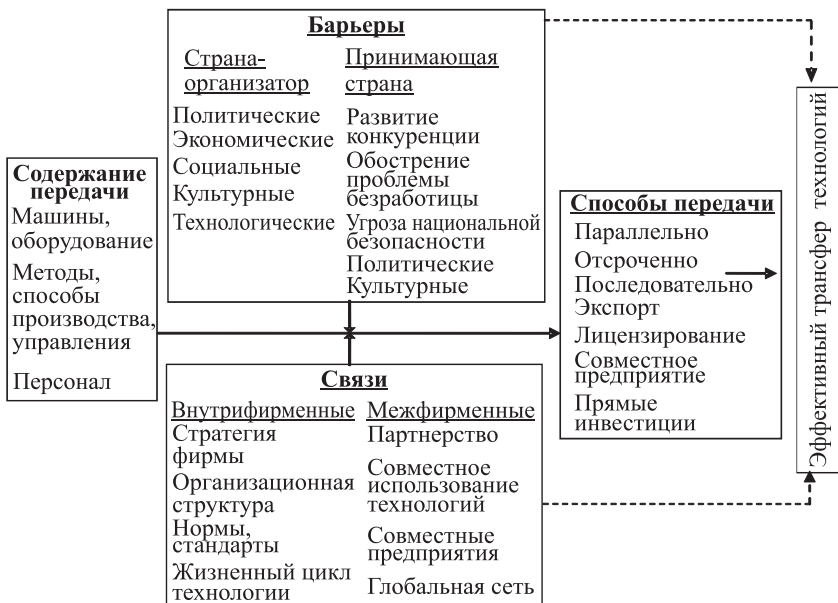 Барьеры
Страна-
организатор
Политические
Экономические
Социальные
Культурные
Технологические
Принимающая
страна
Развитие
конкуренции
Обострение
проблемы
безработицы
Угроза национальной
безопасности
Политические
Культурные
Содержание
передачи
Машины,
оборудование
Методы,
способы
производства,
управления
Персонал
Связи
Внутрифирменные
Стратегия
фирмы
Организационная
структура
Нормы,
стандарты
Жизненный цикл
технологии
Межфирменные
Партнерство
Совместное
использование
технологий
Совместные
предприятия
Глобальная сеть
Способы передачи
Параллельно
Отсроченно
Последовательно
Экспорт
Лицензирование
Совместное
предприятие
Прямые
инвестиции
Эффективный трансфер технологий